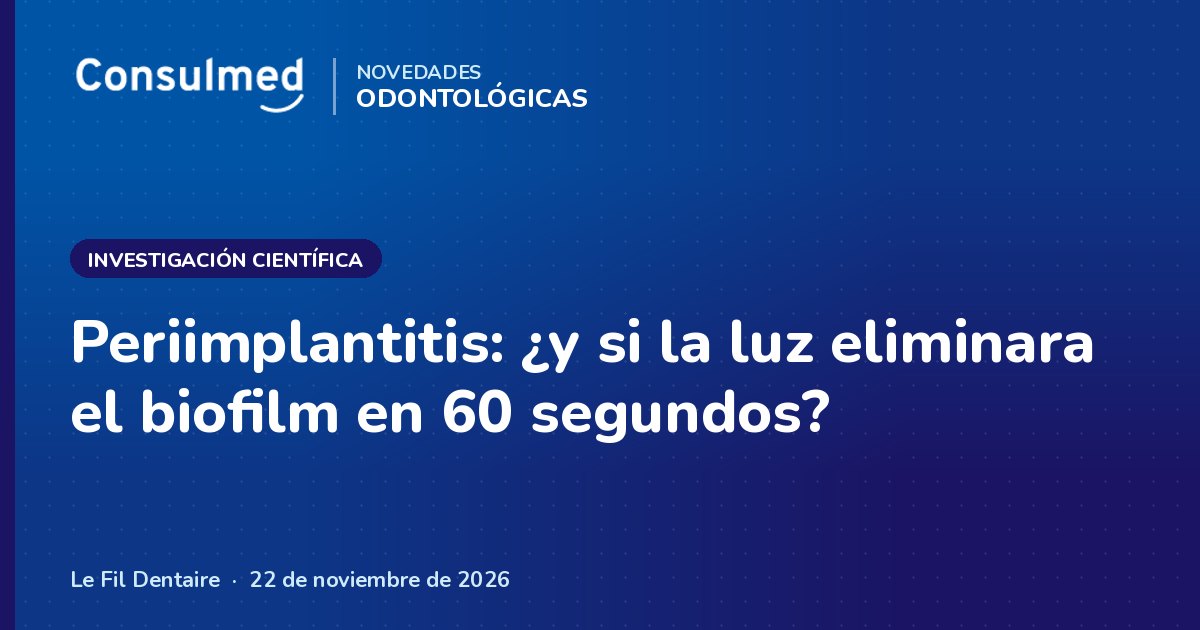 Consulmed
NOVEDADES
ODONTOLÓGICAS
INVESTIGACIÓN CIENTÍFICA
Periimplantitis: ¿y si la luz eliminara
el biofilm en 60 segundos?
Le Fil Dentaire · 22 de noviembre de 2026